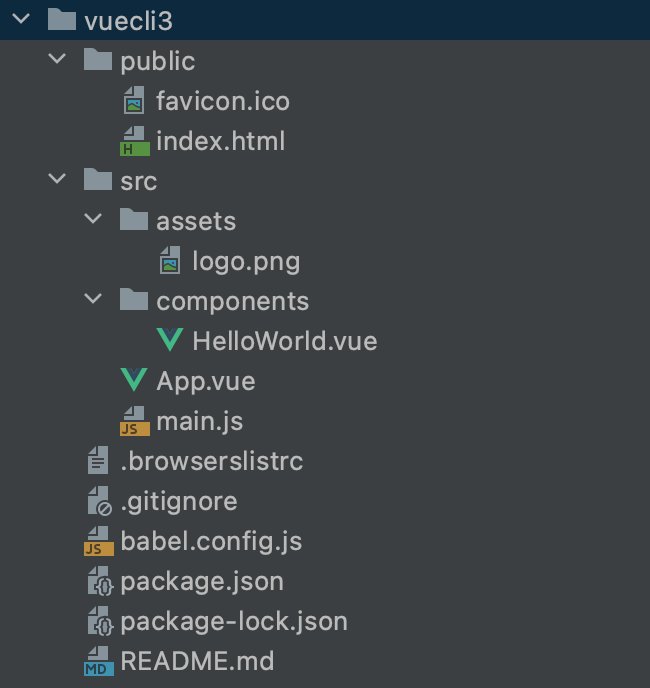 vuecli3
public
favicon.ico
H index.html
src
assets
logo.png
components
HelloWorld.vue
App.vue
JS main.js
.browserslistrc
.gitignore
JS babel.config.js
package.json
package-lock.json
MD README.md